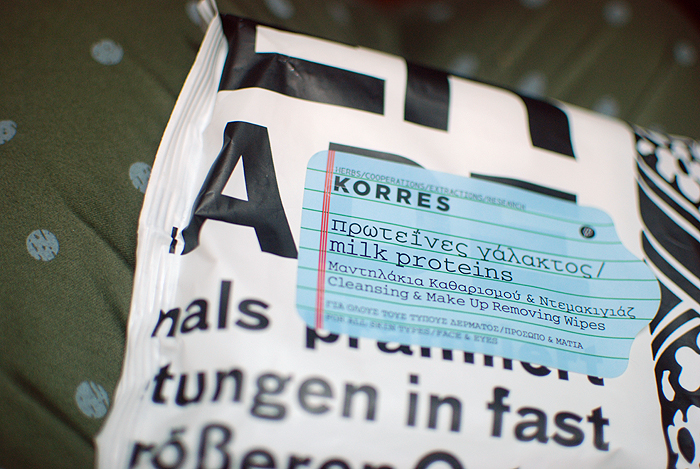 HERBS/COOPERATIONS/EXTRACTIONS/RESEARCH
KORRES
πρωτεΐνες γάλακτος/
milk proteins
Μαντηλάκια Καθαρισμού & Ντεμακιγιάζ
Cleansing & Make Up Removing Wipes
ΓΙΑ ΟΛΟΥΣ ΤΟΥΣ ΤΥΠΟΥΣ ΔΕΡΜΑΤΟΣ/ΠΡΟΣΩΠΟ & ΜΑΤΙΑ
FOR ALL SKIN TYPES/FACE & EYES
nals prämiiert
tungen in fast